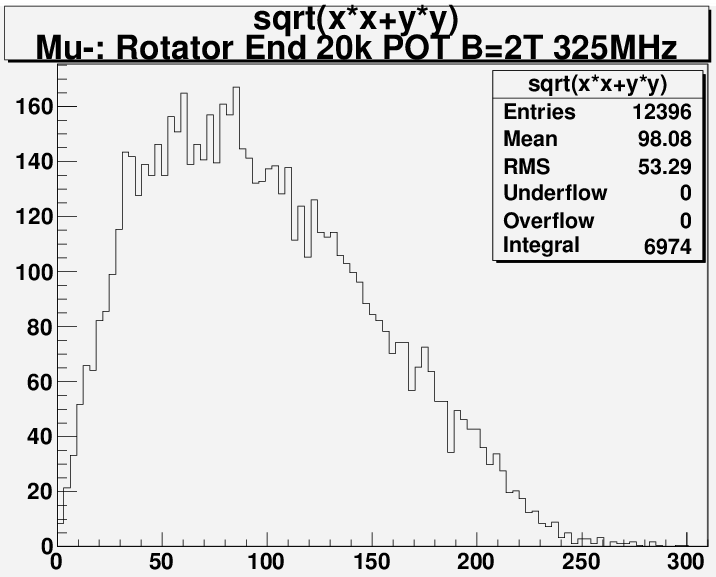 sqrt(x*x+y*y)
Mu-: Rotator End 20k POT B=2T 325MHz
sqrt(x*x+y*y)
Entries 12396
Mean 98.08
RMS 53.29
Underflow 0
Overflow 0
Integral 6974
160
140
120
100
80
60
40
20
0
0 50 100 150 200 250 300